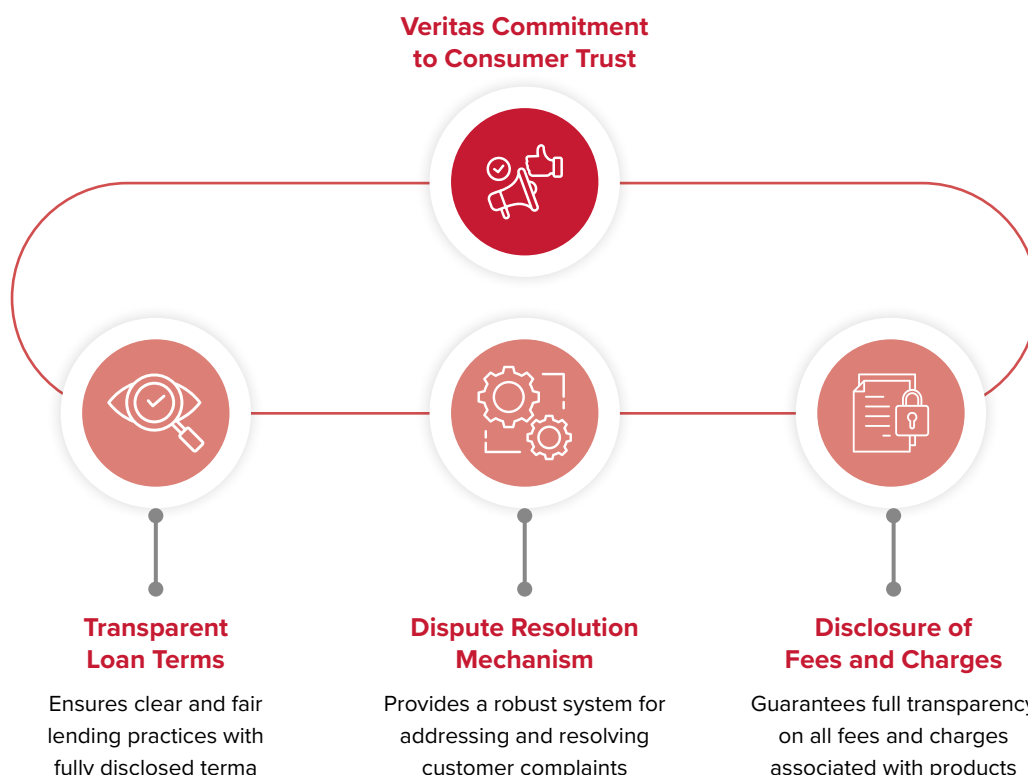 Veritas Commitment
to Consumer Trust
Transparent
Loan Terms
Ensures clear and fair
lending practices with
fully disclosed terma
Dispute Resolution
Mechanism
Provides a robust system for
addressing and resolving
customer complaints
Disclosure of
Fees and Charges
Guarantees full transparency
on all fees and charges
associated with products